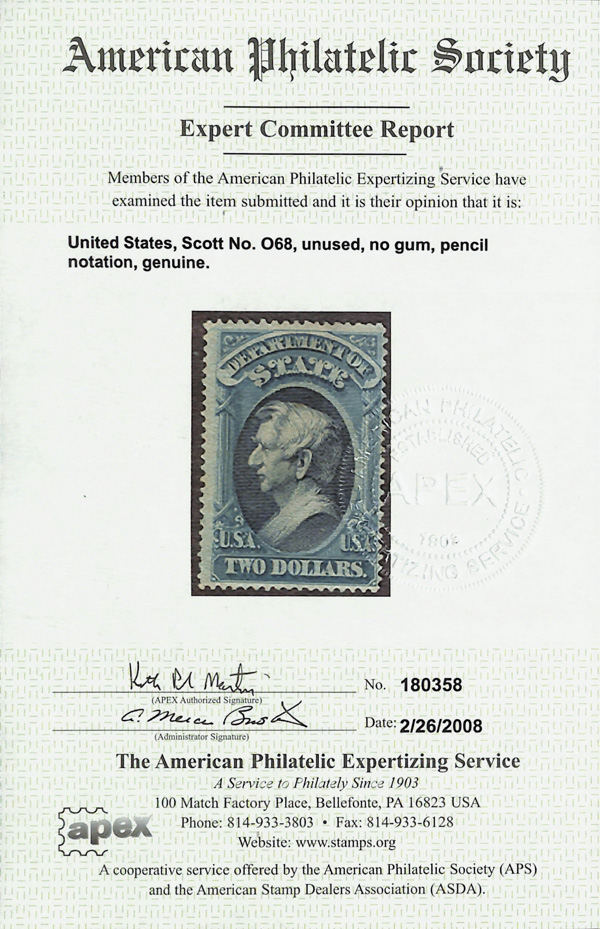 American Philatelic Society
Expert Committee Report
Members of the American Philatelic Expertizing Service have
examined the item submitted and it is their opinion that it is:
United States, Scott No. O68, unused, no gum, pencil
notation, genuine.
DEPARTMENT OF
STATE
U.S.A. U.S.A.
TWO DOLLARS.
AMERICAN PHILATELIC
ESTABLISHED
APEX
SERVICE
No. 180358
(APEX Authorized Signature)
Date: 2/26/2008
(Administrator Signature)
The American Philatelic Expertizing Service
A Service to Philately Since 1903
100 Match Factory Place, Bellefonte, PA 16823 USA
Phone: 814-933-3803 • Fax: 814-933-6128
Website: www.stamps.org
apex
A cooperative service offered by the American Philatelic Society (APS)
and the American Stamp Dealers Association (ASDA).